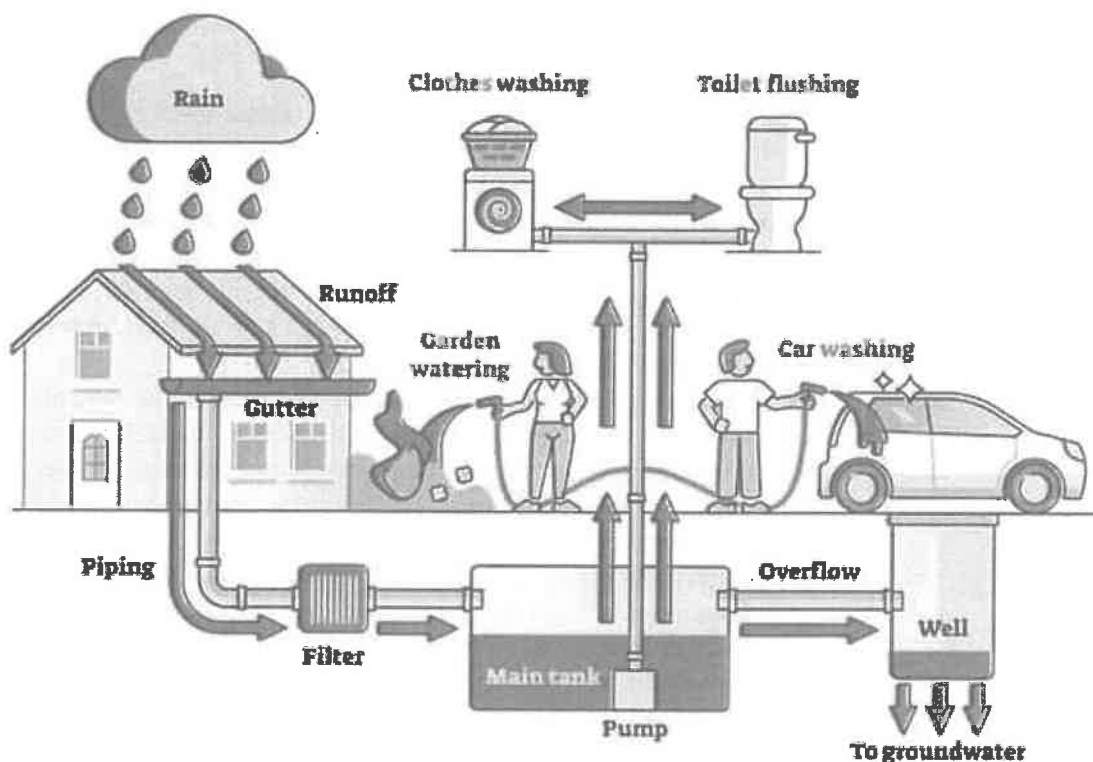 Rain
Clothes washing
Toilet flushing
Runoff
Garden
watering
Car washing
Gutter
Piping
Filter
Main tank
Pump
Overflow
Well
To groundwater